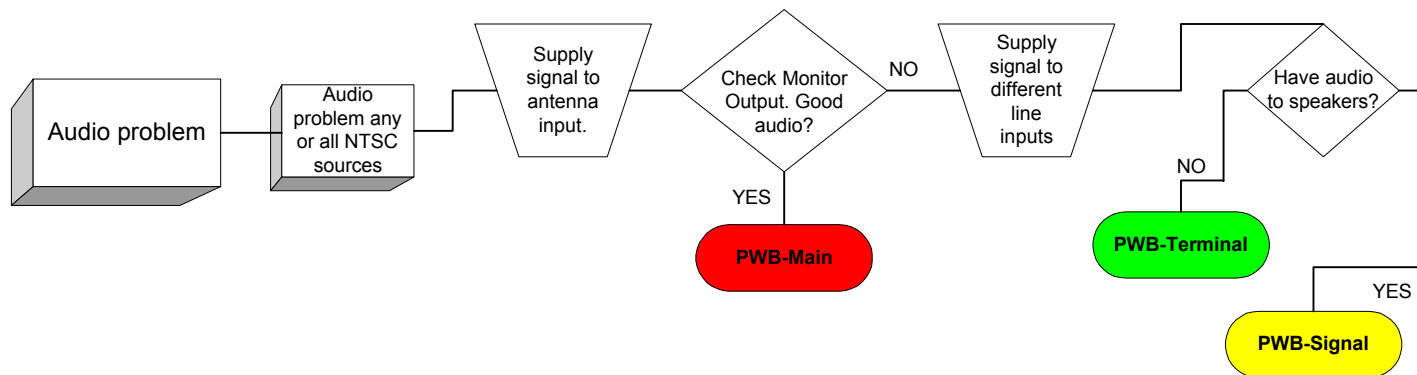 Audio problem
Audio
problem any
or all NTSC
sources
Supply
signal to
antenna
input.
Check Monitor
Output. Good
audio?
NO
YES
PWB-Main
Supply
signal to
different
line
inputs
Have audio
to speakers?
NO
PWB-Terminal
YES
PWB-Signal